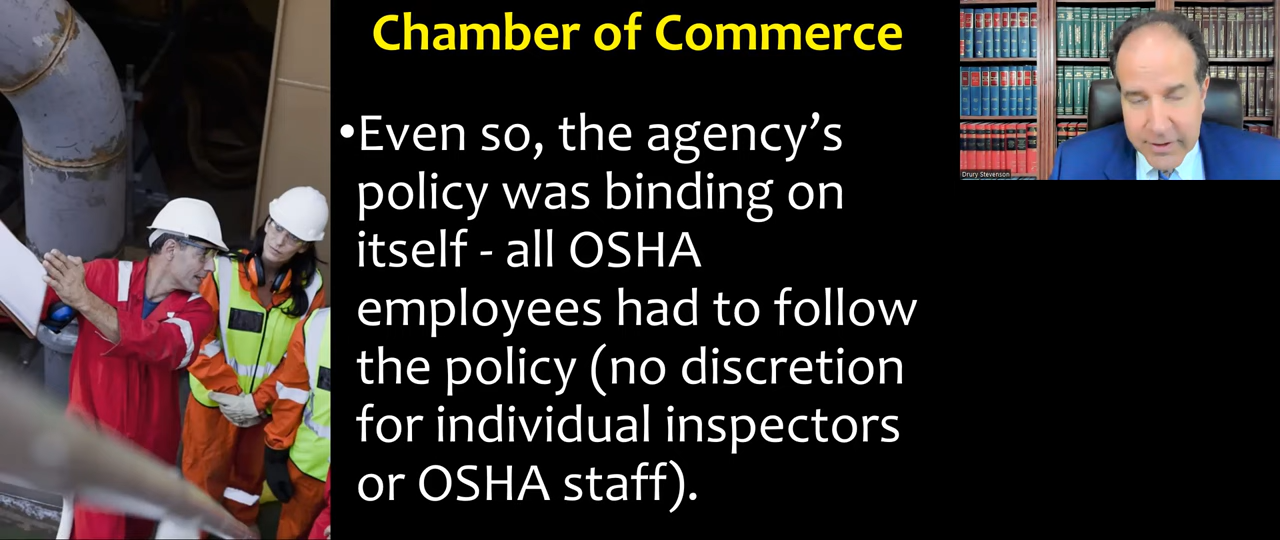 Chamber of Commerce
•Even so, the agency’s
policy was binding on
itself - all OSHA
employees had to follow
the policy (no discretion
for individual inspectors
or OSHA staff).
Drury Stevenson